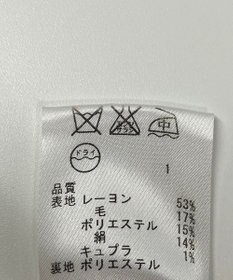 中
ドライ
1
品質
表地 レーヨン 53%
毛 17%
ポリエステル 15%
絹 14%
キュプラ 1%
裏地 ポリエステル